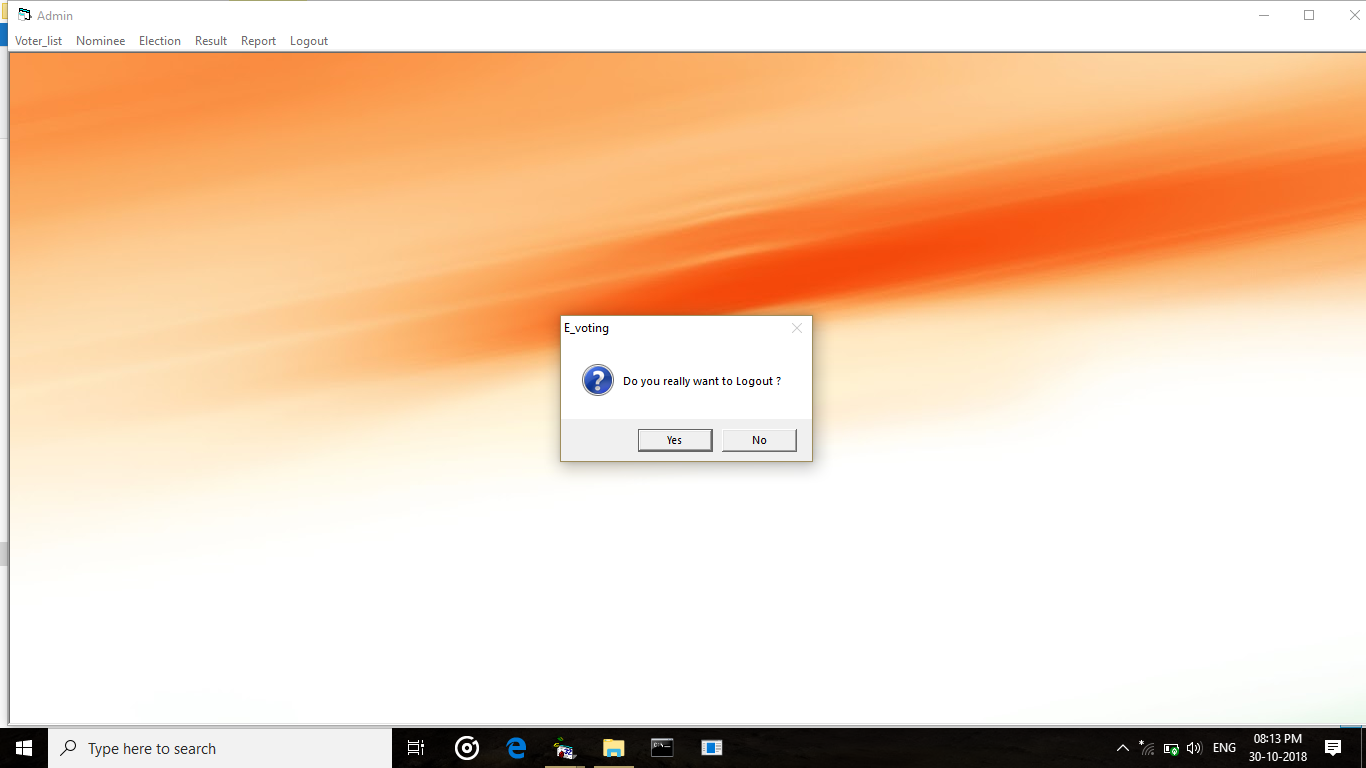 Admin
Voter_list Nominee Election Result Report Logout
E_voting
Do you really want to Logout ?
Yes No
Type here to search
ENG
08:13 PM
30-10-2018